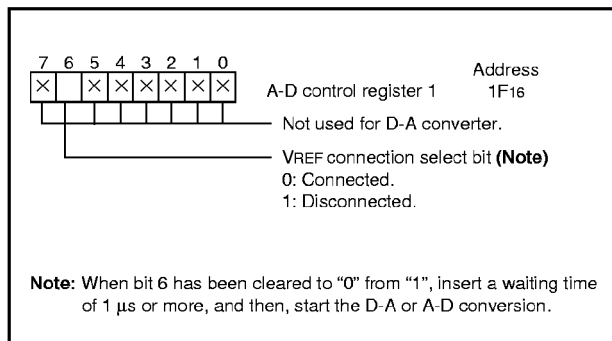 7 6 5 4 3 2 1 0
× × × × × × ×
A-D control register 1
Address
1F16
Not used for D-A converter.
VREF connection select bit (Note)
0: Connected.
1: Disconnected.
Note: When bit 6 has been cleared to “0” from “1”, insert a waiting time
of 1 µs or more, and then, start the D-A or A-D conversion.